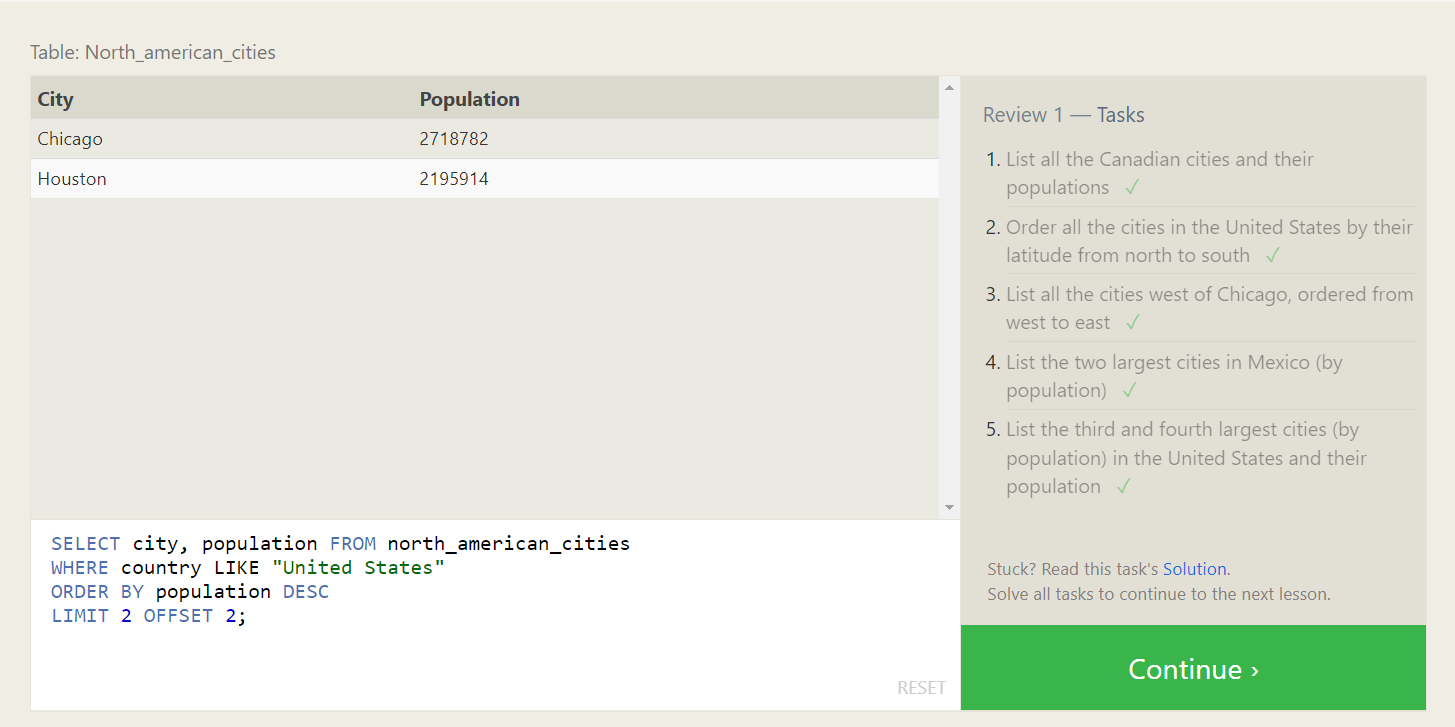 Table: North_american_cities
City Population
Chicago 2718782
Houston 2195914
SELECT city, population FROM north_american_cities
WHERE country LIKE "United States"
ORDER BY population DESC
LIMIT 2 OFFSET 2;
RESET
Review 1 — Tasks
1. List all the Canadian cities and their
populations ✓
2. Order all the cities in the United States by their
latitude from north to south ✓
3. List all the cities west of Chicago, ordered from
west to east ✓
4. List the two largest cities in Mexico (by
population) ✓
5. List the third and fourth largest cities (by
population) in the United States and their
population ✓
Stuck? Read this task's Solution.
Solve all tasks to continue to the next lesson.
Continue ›